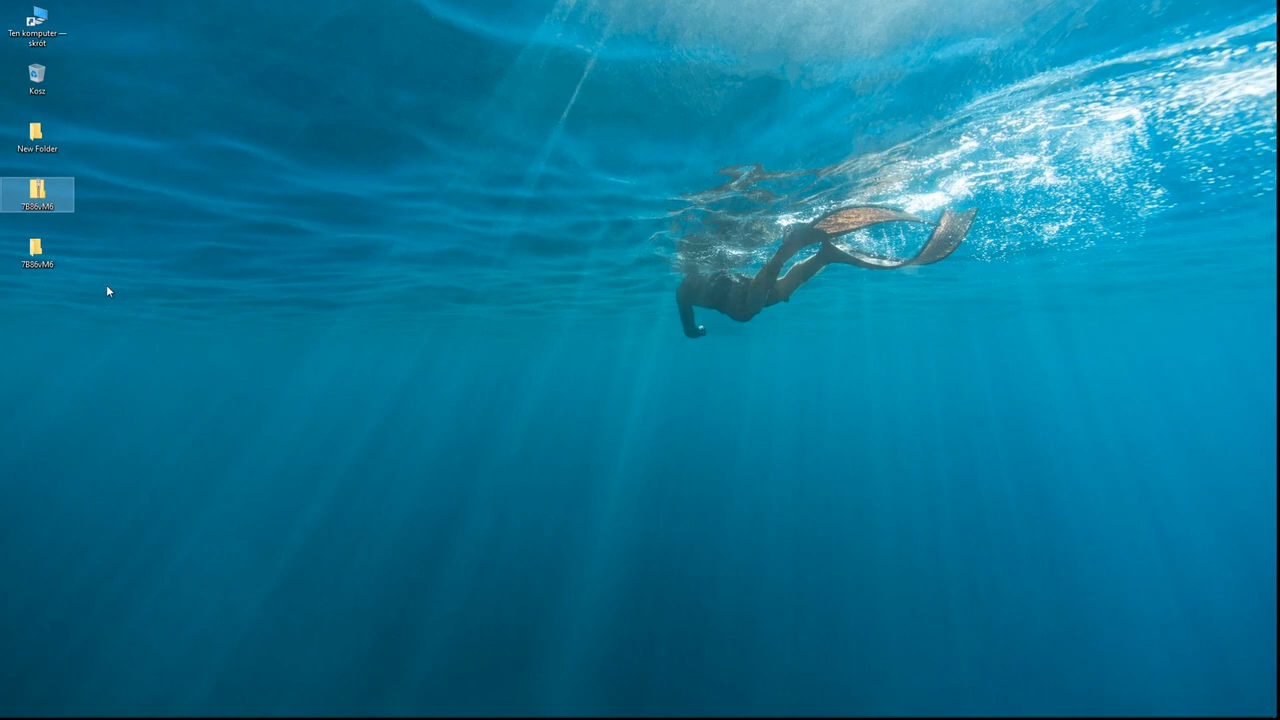 Ten komputer —
skrót
Kosz
New Folder
7B86vM6
7B86vM6